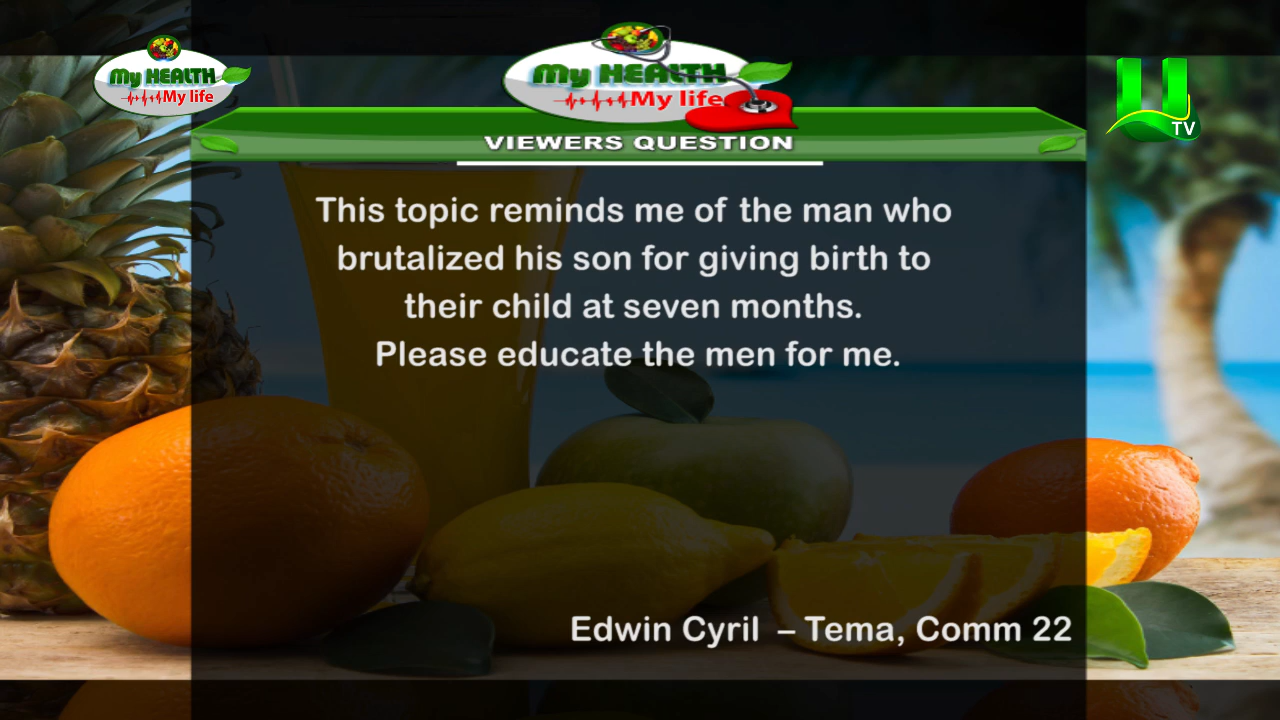 My HEALTH
My life
My HEALTH
My life
TV
VIEWERS QUESTION
This topic reminds me of the man who
brutalized his son for giving birth to
their child at seven months.
Please educate the men for me.
Edwin Cyril – Tema, Comm 22